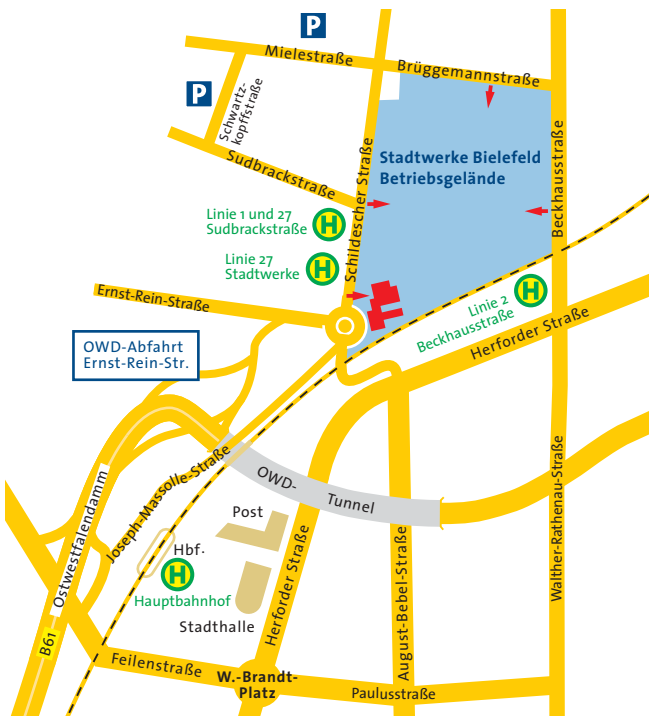 P
Mielestraße
Brüggemannstraße
P
Schwartz-
kopffstraße
Sudbrackstraße
Schildescher Straße
Stadtwerke Bielefeld
Betriebsgelände
Beckhausstraße
Linie 1 und 27
Sudbrackstraße
H
Linie 27
Stadtwerke
H
Ernst-Rein-Straße
Linie 2
Beckhausstraße
H
Herforder Straße
OWD-Abfahrt
Ernst-Rein-Str.
Joseph-Massolle-Straße
OWD-
Tunnel
Ostwestfalendamm
B61
Post
Hbf.
H
Hauptbahnhof
Stadthalle
Herforder Straße
August-Bebel-Straße
Walther-Rathenau-Straße
Feilenstraße
W.-Brandt-
Platz
Paulusstraße